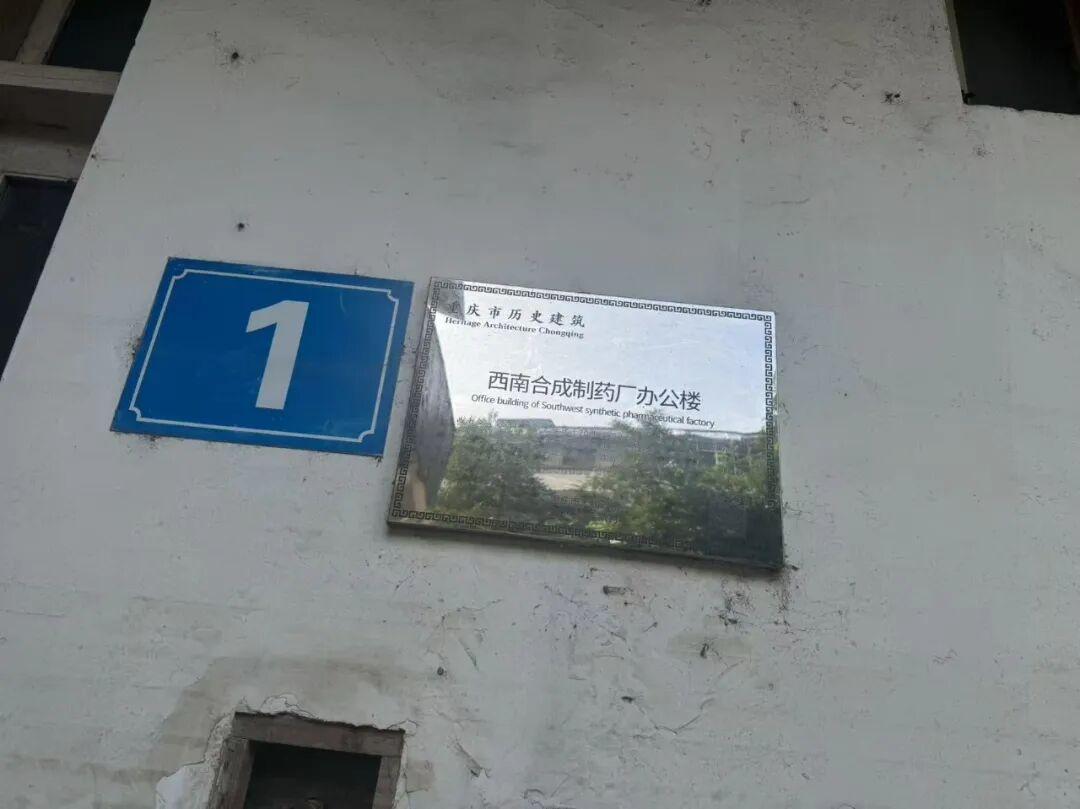 1
重庆市历史建筑
Heritage Architecture Chongqing
西南合成制药厂办公楼
Office building of Southwest synthetic pharmaceutical factory